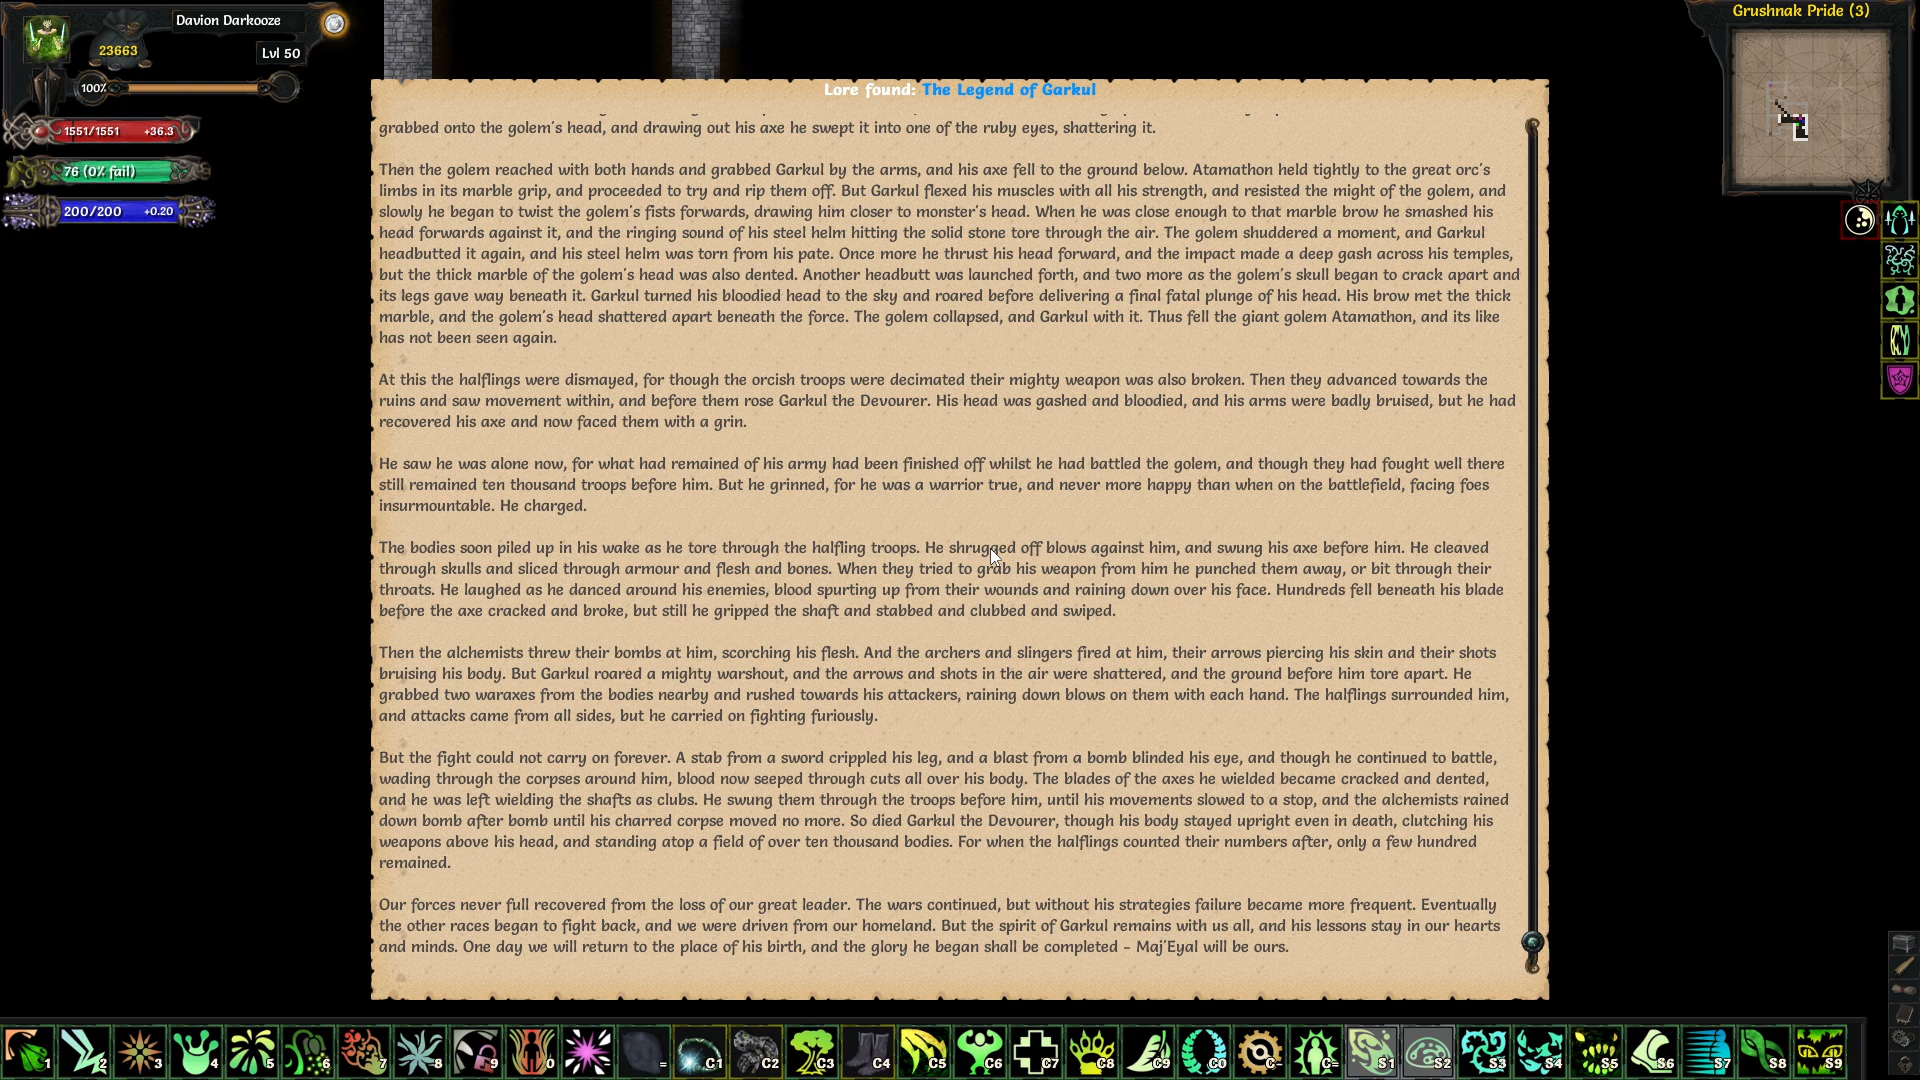 Davion Darkooze
23663
Lvl 50
100%
1551/1551 +36.3
76 (0% fail)
200/200 +0.20
Grushnak Pride (3)
Lore found: The Legend of Garkul
grabbed onto the golem's head, and drawing out his axe he swept it into one of the ruby eyes, shattering it.
Then the golem reached with both hands and grabbed Garkul by the arms, and his axe fell to the ground below. Atamathon held tightly to the great orc's
limbs in its marble grip, and proceeded to try and rip them off. But Garkul flexed his muscles with all his strength, and resisted the might of the golem, and
slowly he began to twist the golem's fists forwards, drawing him closer to monster's head. When he was close enough to that marble brow he smashed his
head forwards against it, and the ringing sound of his steel helm hitting the solid stone tore through the air. The golem shuddered a moment, and Garkul
headbutted it again, and his steel helm was torn from his pate. Once more he thrust his head forward, and the impact made a deep gash across his temples,
but the thick marble of the golem's head was also dented. Another headbutt was launched forth, and two more as the golem's skull began to crack apart and
its legs gave way beneath it. Garkul turned his bloodied head to the sky and roared before delivering a final fatal plunge of his head. His brow met the thick
marble, and the golem's head shattered apart beneath the force. The golem collapsed, and Garkul with it. Thus fell the giant golem Atamathon, and its like
has not been seen again.
At this the halflings were dismayed, for though the orcish troops were decimated their mighty weapon was also broken. Then they advanced towards the
ruins and saw movement within, and before them rose Garkul the Devourer. His head was gashed and bloodied, and his arms were badly bruised, but he had
recovered his axe and now faced them with a grin.
He saw he was alone now, for what had remained of his army had been finished off whilst he had battled the golem, and though they had fought well there
still remained ten thousand troops before him. But he grinned, for he was a warrior true, and never more happy than when on the battlefield, facing foes
insurmountable. He charged.
The bodies soon piled up in his wake as he tore through the halfling troops. He shrugged off blows against him, and swung his axe before him. He cleaved
through skulls and sliced through armour and flesh and bones. When they tried to grab his weapon from him he punched them away, or bit through their
throats. He laughed as he danced around his enemies, blood spurting up from their wounds and raining down over his face. Hundreds fell beneath his blade
before the axe cracked and broke, but still he gripped the shaft and stabbed and clubbed and swiped.
Then the alchemists threw their bombs at him, scorching his flesh. And the archers and slingers fired at him, their arrows piercing his skin and their shots
bruising his body. But Garkul roared a mighty warshout, and the arrows and shots in the air were shattered, and the ground before him tore apart. He
grabbed two waraxes from the bodies nearby and rushed towards his attackers, raining down blows on them with each hand. The halflings surrounded him,
and attacks came from all sides, but he carried on fighting furiously.
But the fight could not carry on forever. A stab from a sword crippled his leg, and a blast from a bomb blinded his eye, and though he continued to battle,
wading through the corpses around him, blood now seeped through cuts all over his body. The blades of the axes he wielded became cracked and dented,
and he was left wielding the shafts as clubs. He swung them through the troops before him, until his movements slowed to a stop, and the alchemists rained
down bomb after bomb until his charred corpse moved no more. So died Garkul the Devourer, though his body stayed upright even in death, clutching his
weapons above his head, and standing atop a field of over ten thousand bodies. For when the halflings counted their numbers after, only a few hundred
remained.
Our forces never full recovered from the loss of our great leader. The wars continued, but without his strategies failure became more frequent. Eventually
the other races began to fight back, and we were driven from our homeland. But the spirit of Garkul remains with us all, and his lessons stay in our hearts
and minds. One day we will return to the place of his birth, and the glory he began shall be completed - Maj'Eyal will be ours.
1 2 3 4 5 6 7 8 9 0 - = C1 C2 C3 C4 C5 C6 C7 C8 C9 C0 C- C= S1 S2 S3 S4 S5 S6 S7 S8 S9